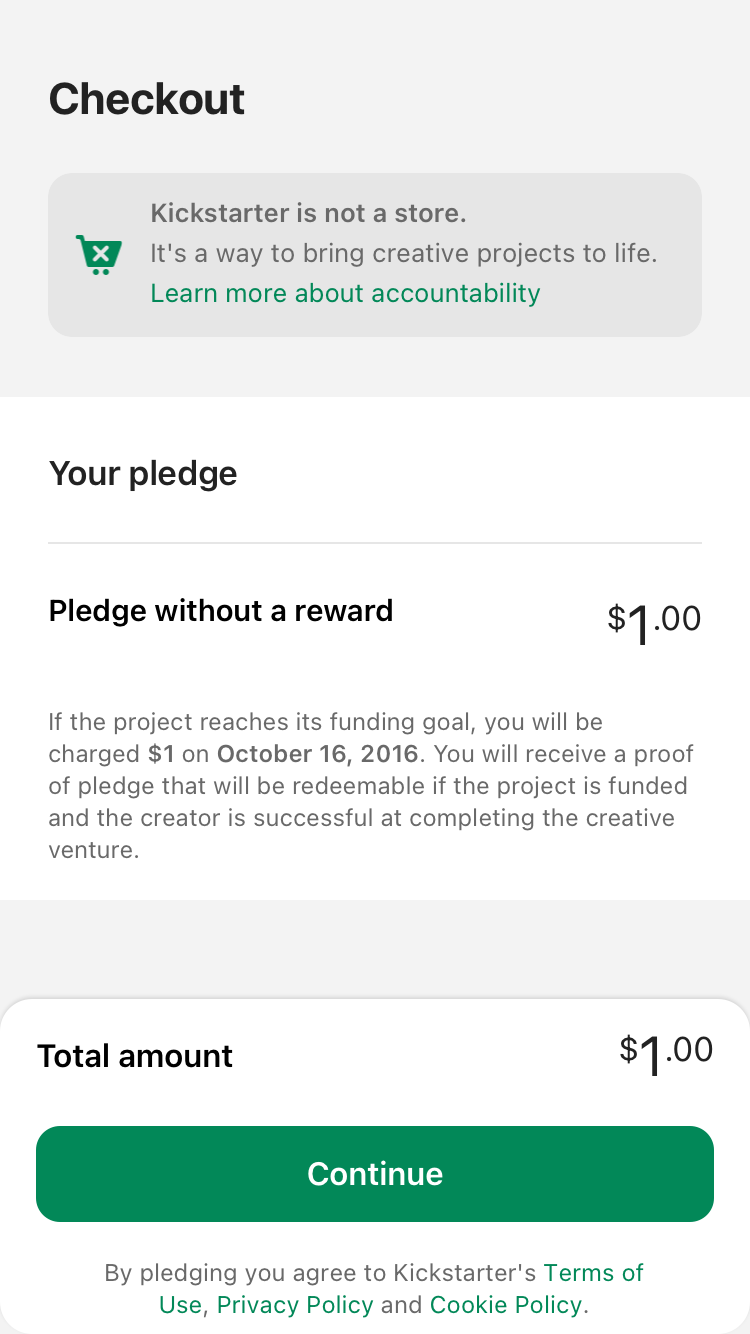 Checkout
Kickstarter is not a store.
It's a way to bring creative projects to life.
Learn more about accountability
Your pledge
Pledge without a reward
$1.00
If the project reaches its funding goal, you will be
charged $1 on October 16, 2016. You will receive a proof
of pledge that will be redeemable if the project is funded
and the creator is successful at completing the creative
venture.
Total amount
$1.00
Continue
By pledging you agree to Kickstarter's Terms of
Use, Privacy Policy and Cookie Policy.